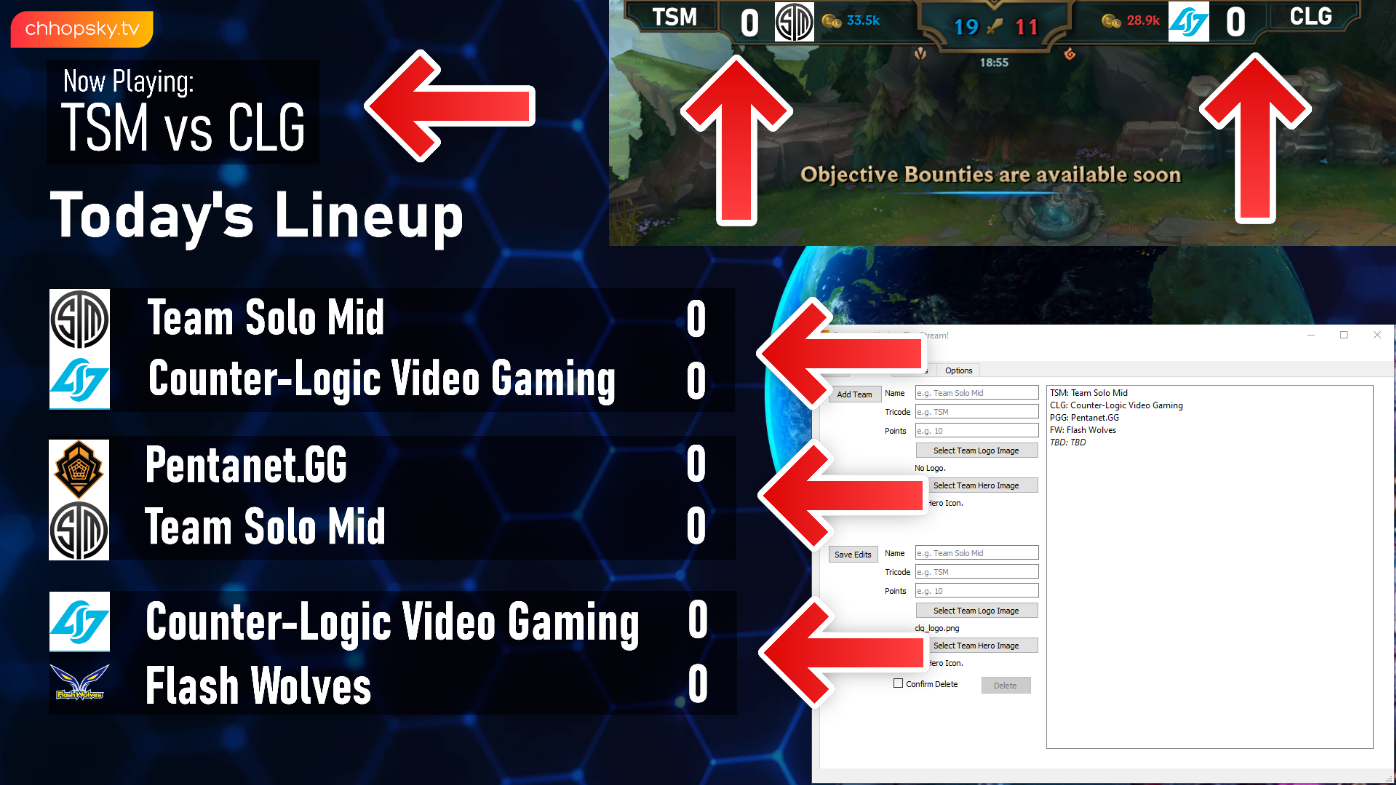 chhopsky.tv
Now Playing:
TSM vs CLG
Today's Lineup
Team Solo Mid 0
Counter-Logic Video Gaming 0
Pentanet.GG 0
Team Solo Mid 0
Counter-Logic Video Gaming 0
Flash Wolves 0
Flash Wolves
TSM 0 33.5k 19 11 28.9k 0 CLG
18:55
Objective Bounties are available soon
Options
Add Team Name e.g. Team Solo Mid
Tricode e.g. TSM
Points e.g. 10
Select Team Logo Image
No Logo.
Select Team Hero Image
Hero Icon.
Save Edits Name e.g. Team Solo Mid
Tricode e.g. TSM
Points e.g. 10
Select Team Logo Image
clg_logo.png
Select Team Hero Image
Hero Icon.
Confirm Delete Delete
TSM: Team Solo Mid
CLG: Counter-Logic Video Gaming
PGG: Pentanet.GG
FW: Flash Wolves
TBD: TBD